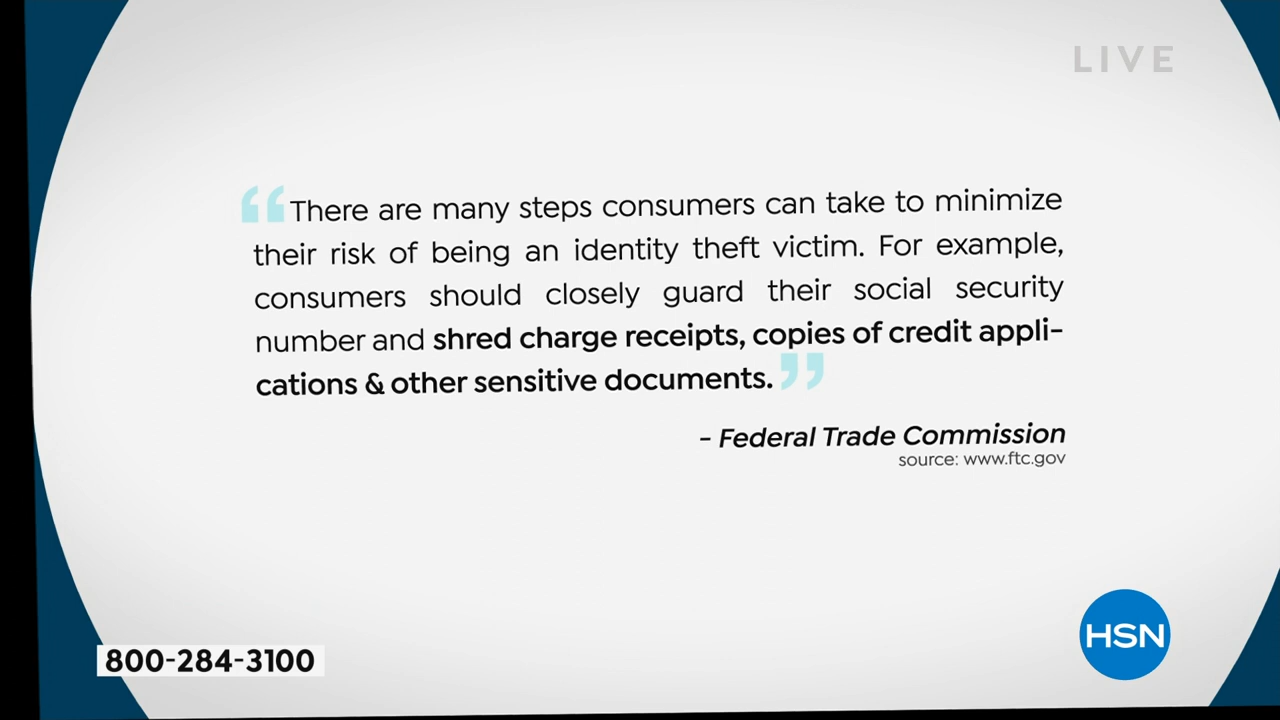 LIVE
“There are many steps consumers can take to minimize
their risk of being an identity theft victim. For example,
consumers should closely guard their social security
number and shred charge receipts, copies of credit appli-
cations & other sensitive documents.”
- Federal Trade Commission
source: www.ftc.gov
800-284-3100
HSN